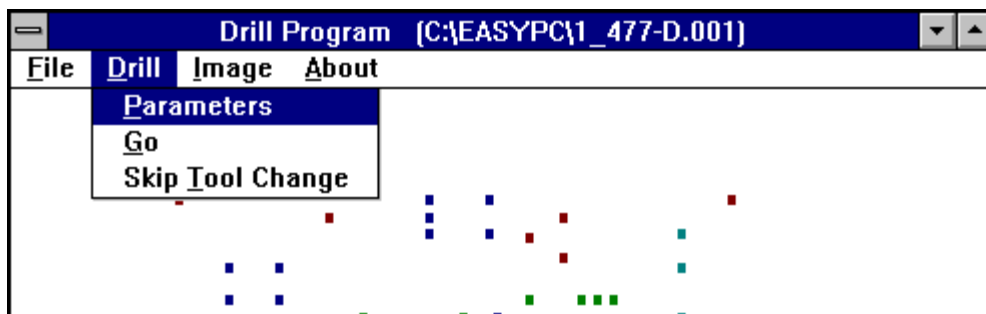 Drill Program (C:\EASYPC\1_477-D.001)
File Drill Image About
Parameters
Go
Skip Tool Change